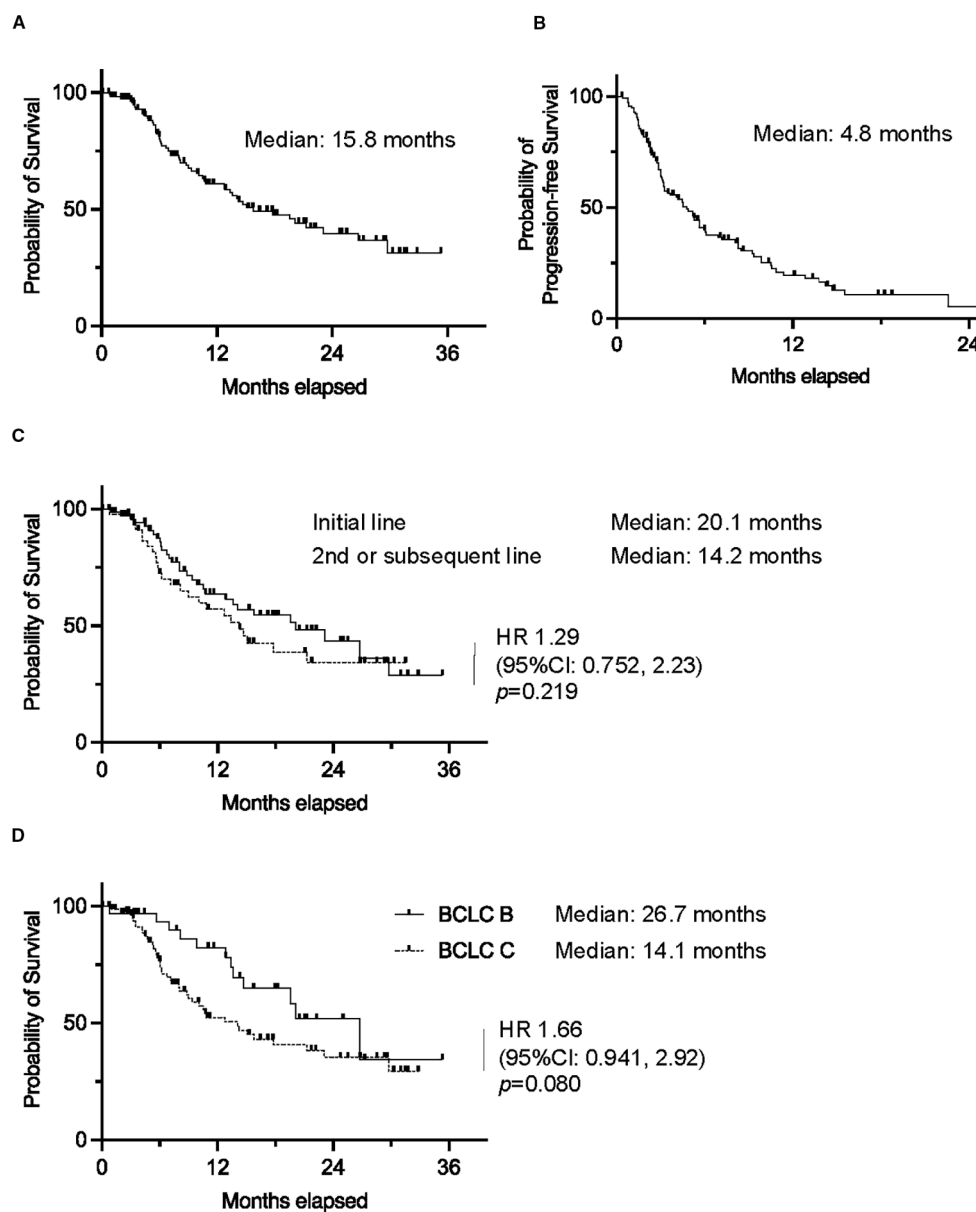 A
Probability of Survival
100
50
0
Median: 15.8 months
0 12 24 36
Months elapsed
B
Probability of
Progression-free Survival
100
50
0
Median: 4.8 months
0 12 24
Months elapsed
C
Probability of Survival
100
50
0
Initial line Median: 20.1 months
2nd or subsequent line Median: 14.2 months
HR 1.29
(95%CI: 0.752, 2.23)
p=0.219
0 12 24 36
Months elapsed
D
Probability of Survival
100
50
0
BCLC B Median: 26.7 months
BCLC C Median: 14.1 months
HR 1.66
(95%CI: 0.941, 2.92)
p=0.080
0 12 24 36
Months elapsed